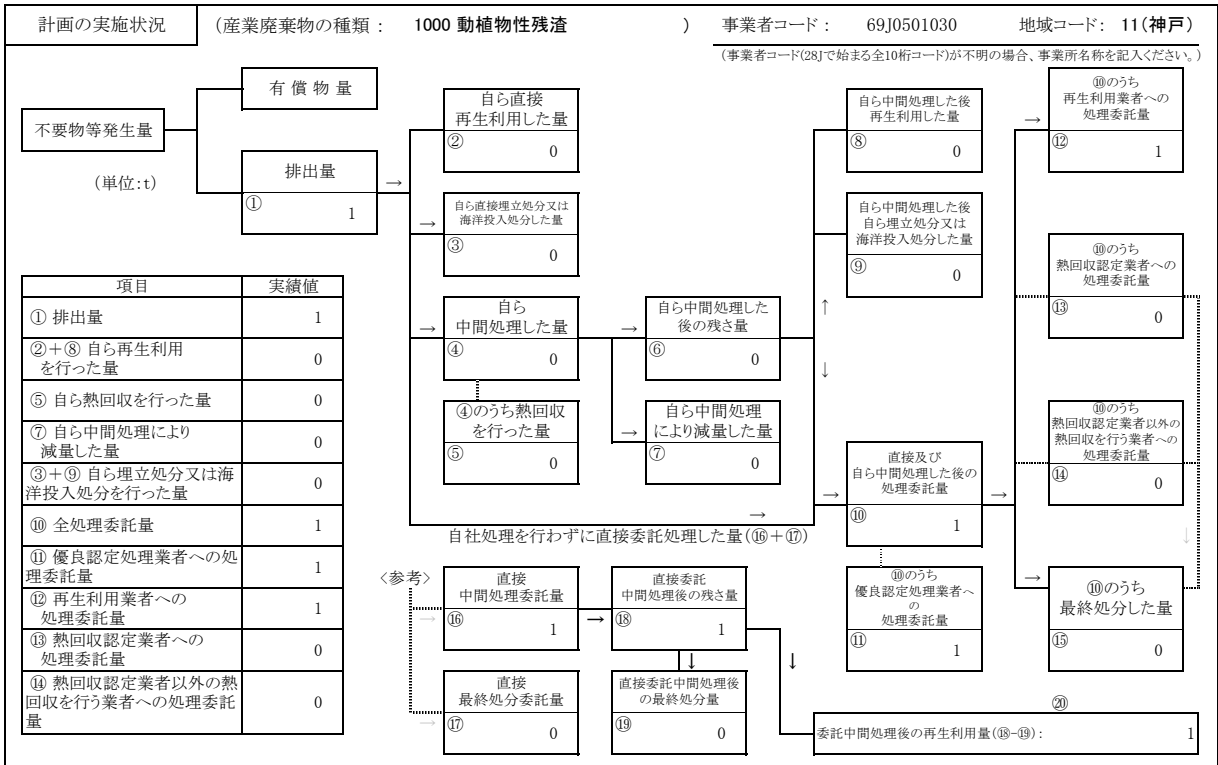 計画の実施状況
(産業廃棄物の種類 : 1000 動植物性残渣 )
事業者コード : 69J0501030
地域コード: 11(神戸)
(事業者コード(28Jで始まる全10桁コード)が不明の場合、事業所名称を記入ください。)
不要物等発生量
(単位:t)
有 償 物 量
排出量
→
①
1
自ら直接
再生利用した量
②
0
→
自ら直接埋立処分又は
海洋投入処分した量
③
0
→
自ら
中間処理した量
④
0
④のうち熱回収
を行った量
⑤
0
→
自ら中間処理した
後の残さ量
⑥
0
→
自ら中間処理
により減量した量
⑦
0
自ら中間処理した後
再生利用した量
⑧
0
自ら中間処理した後
自ら埋立処分又は
海洋投入処分した量
⑨
0
↑
↓
→
直接及び
自ら中間処理した後の
処理委託量
⑩
1
→
⑩のうち
優良認定処理業者へ
の
処理委託量
⑪
1
→
⑩のうち
再生利用業者への
処理委託量
⑫
1
⑩のうち
熱回収認定業者への
処理委託量
⑬
0
⑩のうち
熱回収認定業者以外の
熱回収を行う業者への
処理委託量
⑭
0
↓
→
⑩のうち
最終処分した量
⑮
0
→
自社処理を行わずに直接委託処理した量(⑯+⑰)
〈参考〉
→
直接
中間処理委託量
⑯
1
→
直接委託
中間処理後の残さ量
⑱
1
→
直接
最終処分委託量
⑰
0
↓
直接委託中間処理後
の最終処分量
⑲
0
↓
⑳
委託中間処理後の再生利用量(⑱-⑲) : 1
項目 実績値
① 排出量 1
②+⑧ 自ら再生利用
を行った量 0
⑤ 自ら熱回収を行った量 0
⑦ 自ら中間処理により
減量した量 0
③+⑨ 自ら埋立処分又は海
洋投入処分を行った量 0
⑩ 全処理委託量 1
⑪ 優良認定処理業者への処
理委託量 1
⑫ 再生利用業者への
処理委託量 1
⑬ 熱回収認定業者への
処理委託量 0
⑭ 熱回収認定業者以外の熱
回収を行う業者への処理委託
量 0